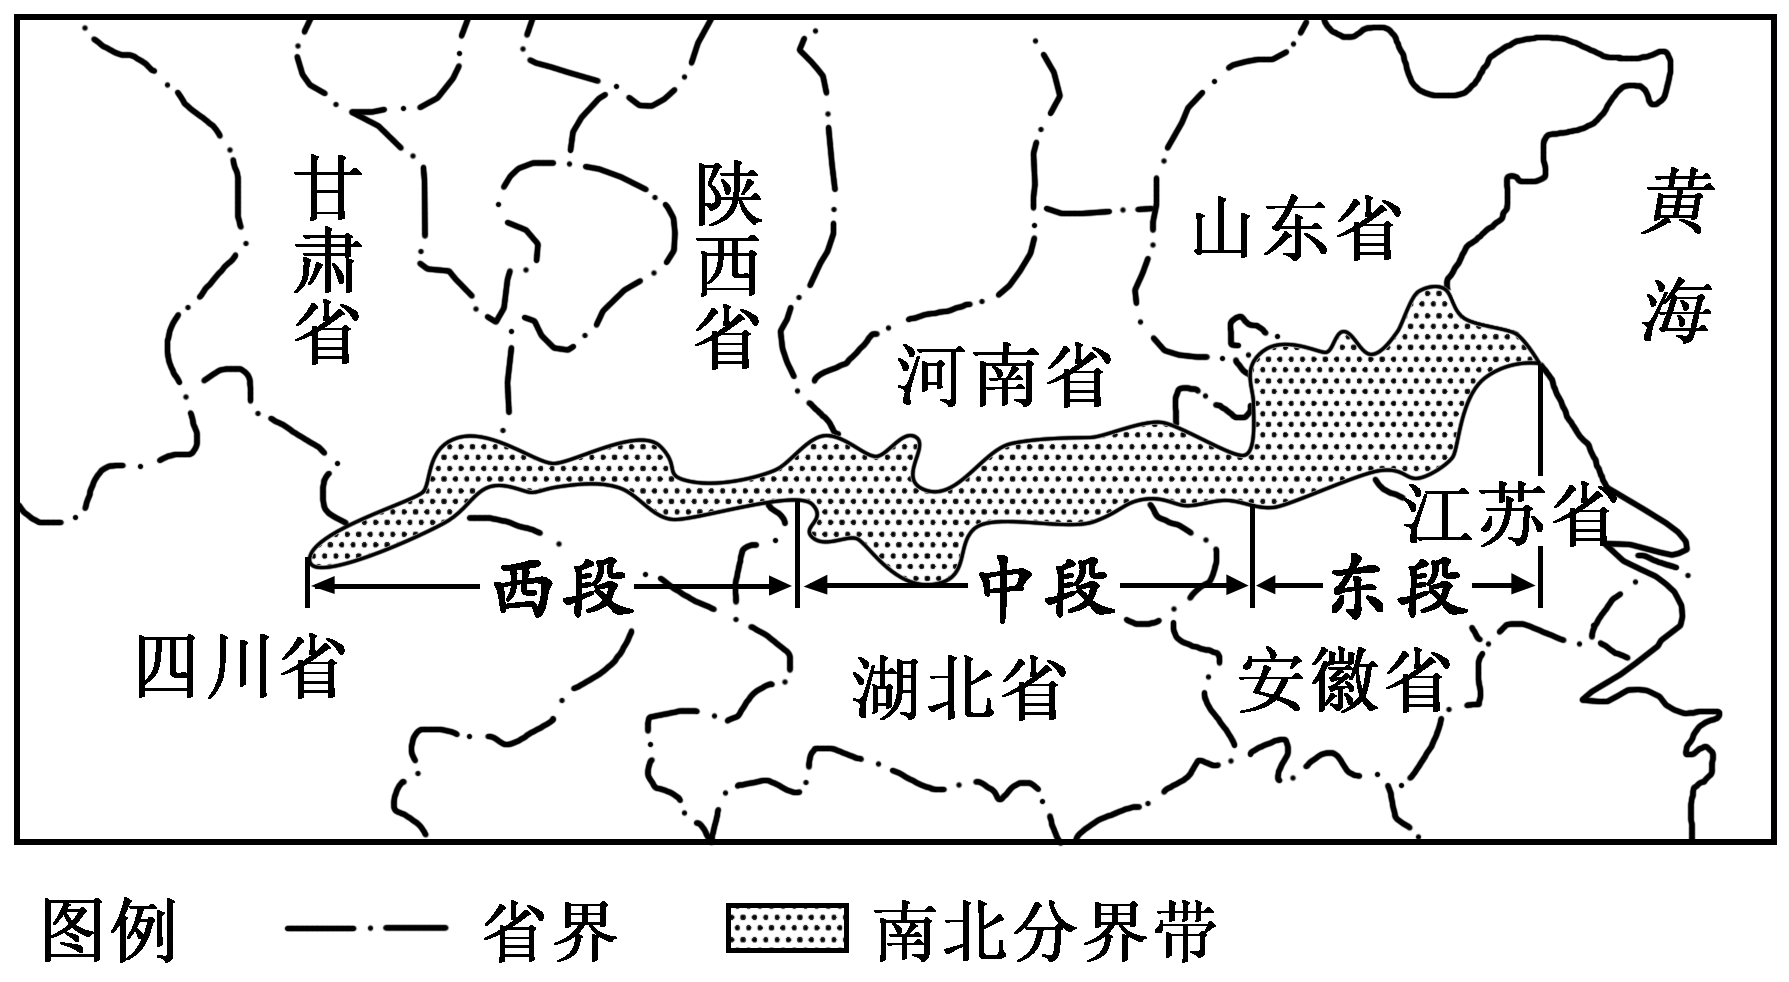 甘肃省
陕西省
山东省
黄海
河南省
江苏省
西段
中段
东段
四川省
湖北省
安徽省
图例
省界
南北分界带